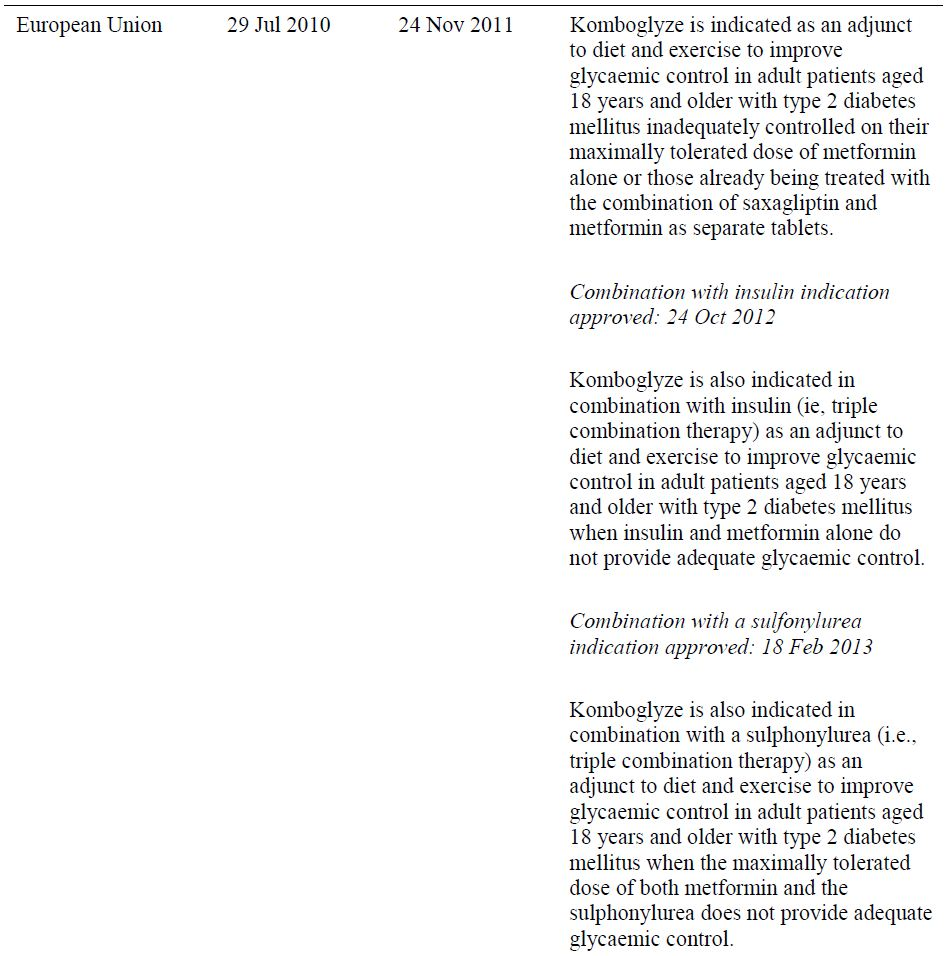 European Union 29 Jul 2010 24 Nov 2011 Komboglyze is indicated as an adjunct
to diet and exercise to improve
glycaemic control in adult patients aged
18 years and older with type 2 diabetes
mellitus inadequately controlled on their
maximally tolerated dose of metformin
alone or those already being treated with
the combination of saxagliptin and
metformin as separate tablets.
Combination with insulin indication
approved: 24 Oct 2012
Komboglyze is also indicated in
combination with insulin (ie, triple
combination therapy) as an adjunct to
diet and exercise to improve glycaemic
control in adult patients aged 18 years
and older with type 2 diabetes mellitus
when insulin and metformin alone do
not provide adequate glycaemic control.
Combination with a sulfonylurea
indication approved: 18 Feb 2013
Komboglyze is also indicated in
combination with a sulphonylurea (i.e.,
triple combination therapy) as an
adjunct to diet and exercise to improve
glycaemic control in adult patients aged
18 years and older with type 2 diabetes
mellitus when the maximally tolerated
dose of both metformin and the
sulphonylurea does not provide adequate
glycaemic control.